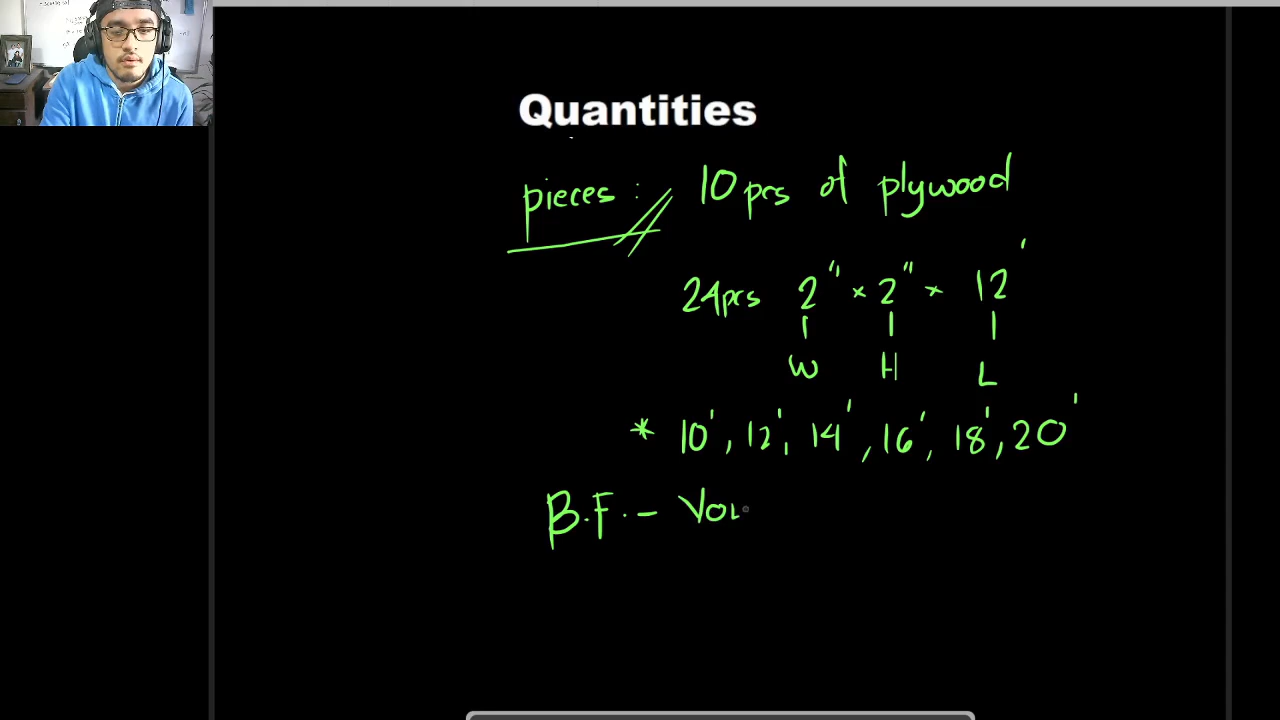 Quantities
pieces : 10 pcs of plywood
24pcs 2" × 2" × 12'
W H L
* 10', 12', 14', 16', 18', 20'
B.F. - Vol